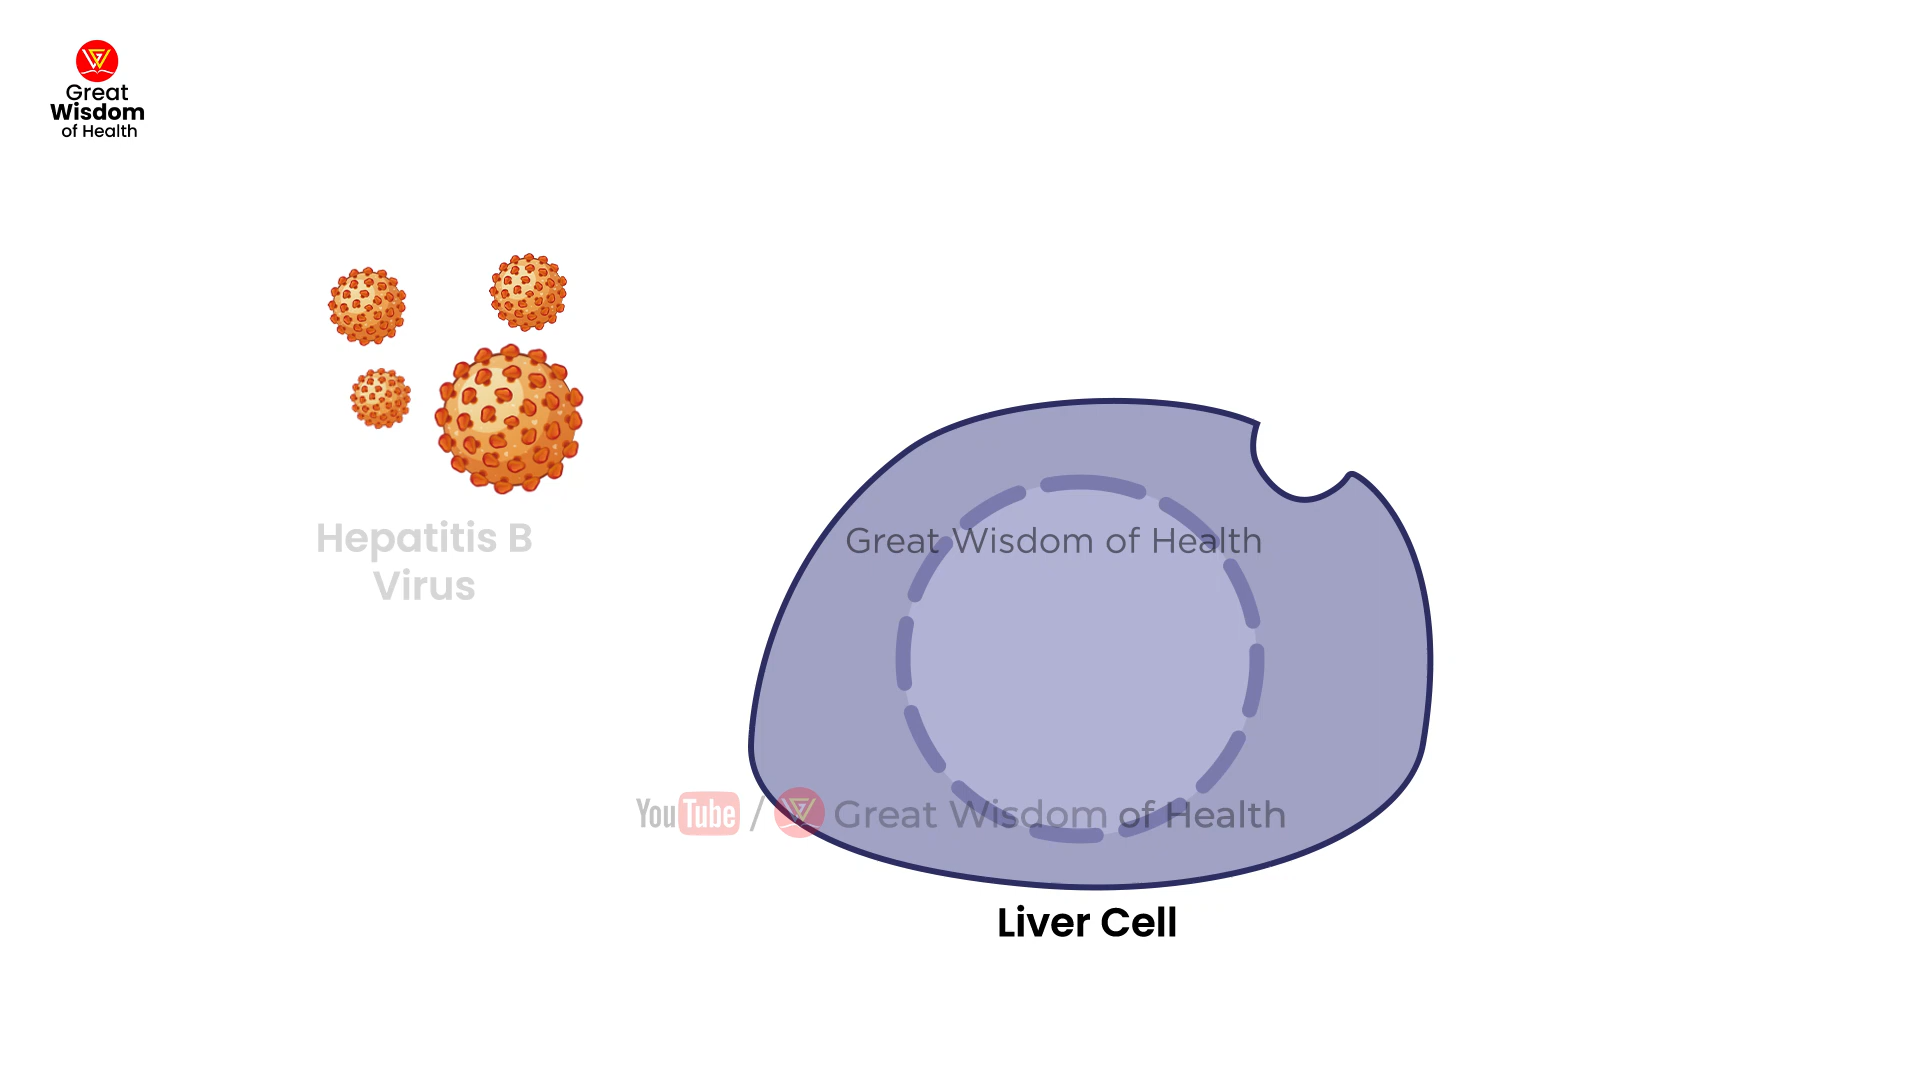 Great
Wisdom
of Health
Hepatitis B
Virus
Great Wisdom of Health
YouTube / Great Wisdom of Health
Liver Cell